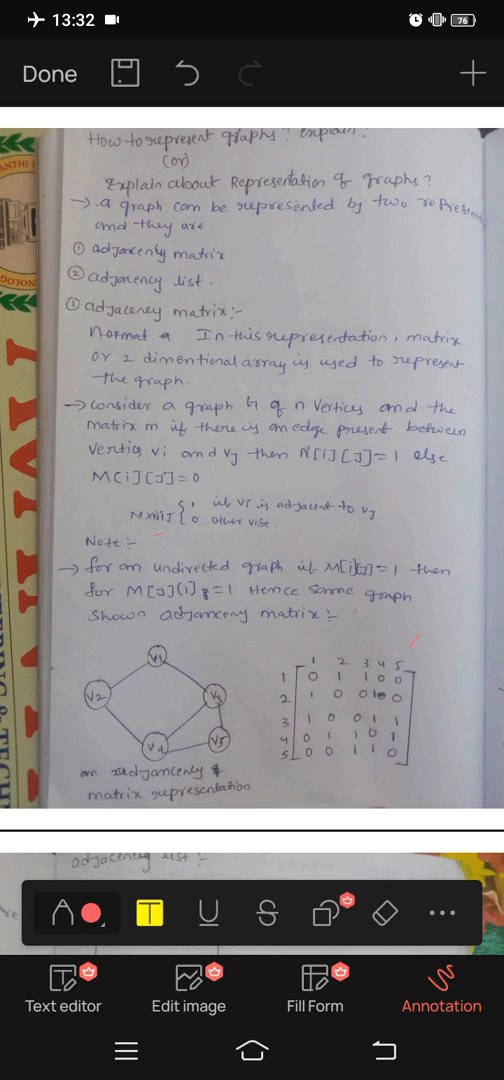 13:32
76
Done
How to represent graphs? explain?
(or)
Explain about Representation of graphs?
→ a graph can be represented by two
and they are
① adjancenly matrix
② adjacency list.
① adjacency matrix:-
Normat a In this representation, matrix
or 2 dimentional array is used to represent
the graph.
→ consider a graph G of n vertices and the
matrix m if there is an edge present between
vertics vi and vj then N[i][J]=1 else
M[i][J]=0
1 if vi is adjacent to vj
0 other vise.
Note:-
→ for an undirected graph if M[i][J]=1 then
for M[J][i] =1 Hence some graph
shown adjanceny matrix:-
V1
V2
V3
V4
V5
1 2 3 4 5
1 0 1 1 0 0
2 1 0 0 1 0
3 1 0 0 1 1
4 0 1 1 0 1
5 0 0 1 1 0
an
matrix representation
adjacency list:-
T
U
S
Text editor
Edit image
Fill Form
Annotation